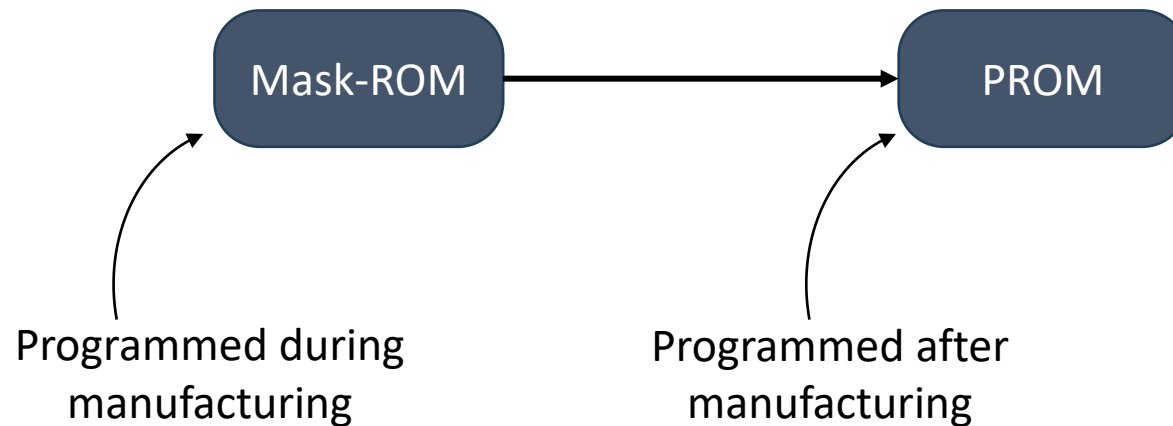 Mask-ROM
PROM
Programmed during
manufacturing
Programmed after
manufacturing